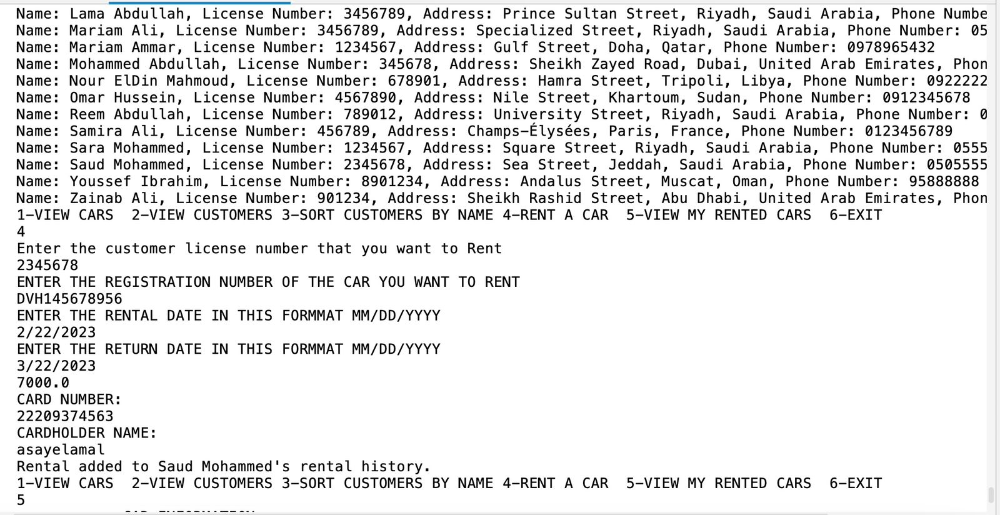 Name: Lama Abdullah, License Number: 3456789, Address: Prince Sultan Street, Riyadh, Saudi Arabia, Phone Numbe
Name: Mariam Ali, License Number: 3456789, Address: Specialized Street, Riyadh, Saudi Arabia, Phone Number: 05
Name: Mariam Ammar, License Number: 1234567, Address: Gulf Street, Doha, Qatar, Phone Number: 0978965432
Name: Mohammed Abdullah, License Number: 345678, Address: Sheikh Zayed Road, Dubai, United Arab Emirates, Phon
Name: Nour ElDin Mahmoud, License Number: 678901, Address: Hamra Street, Tripoli, Libya, Phone Number: 0922222
Name: Omar Hussein, License Number: 4567890, Address: Nile Street, Khartoum, Sudan, Phone Number: 0912345678
Name: Reem Abdullah, License Number: 789012, Address: University Street, Riyadh, Saudi Arabia, Phone Number: 0
Name: Samira Ali, License Number: 456789, Address: Champs-Élysées, Paris, France, Phone Number: 0123456789
Name: Sara Mohammed, License Number: 1234567, Address: Square Street, Riyadh, Saudi Arabia, Phone Number: 0555
Name: Saud Mohammed, License Number: 2345678, Address: Sea Street, Jeddah, Saudi Arabia, Phone Number: 0505555
Name: Youssef Ibrahim, License Number: 8901234, Address: Andalus Street, Muscat, Oman, Phone Number: 95888888
Name: Zainab Ali, License Number: 901234, Address: Sheikh Rashid Street, Abu Dhabi, United Arab Emirates, Phon
1-VIEW CARS  2-VIEW CUSTOMERS 3-SORT CUSTOMERS BY NAME 4-RENT A CAR  5-VIEW MY RENTED CARS  6-EXIT
4
Enter the customer license number that you want to Rent
2345678
ENTER THE REGISTRATION NUMBER OF THE CAR YOU WANT TO RENT
DVH145678956
ENTER THE RENTAL DATE IN THIS FORMMAT MM/DD/YYYY
2/22/2023
ENTER THE RETURN DATE IN THIS FORMMAT MM/DD/YYYY
3/22/2023
7000.0
CARD NUMBER:
22209374563
CARDHOLDER NAME:
asayelamal
Rental added to Saud Mohammed's rental history.
1-VIEW CARS  2-VIEW CUSTOMERS 3-SORT CUSTOMERS BY NAME 4-RENT A CAR  5-VIEW MY RENTED CARS  6-EXIT
5